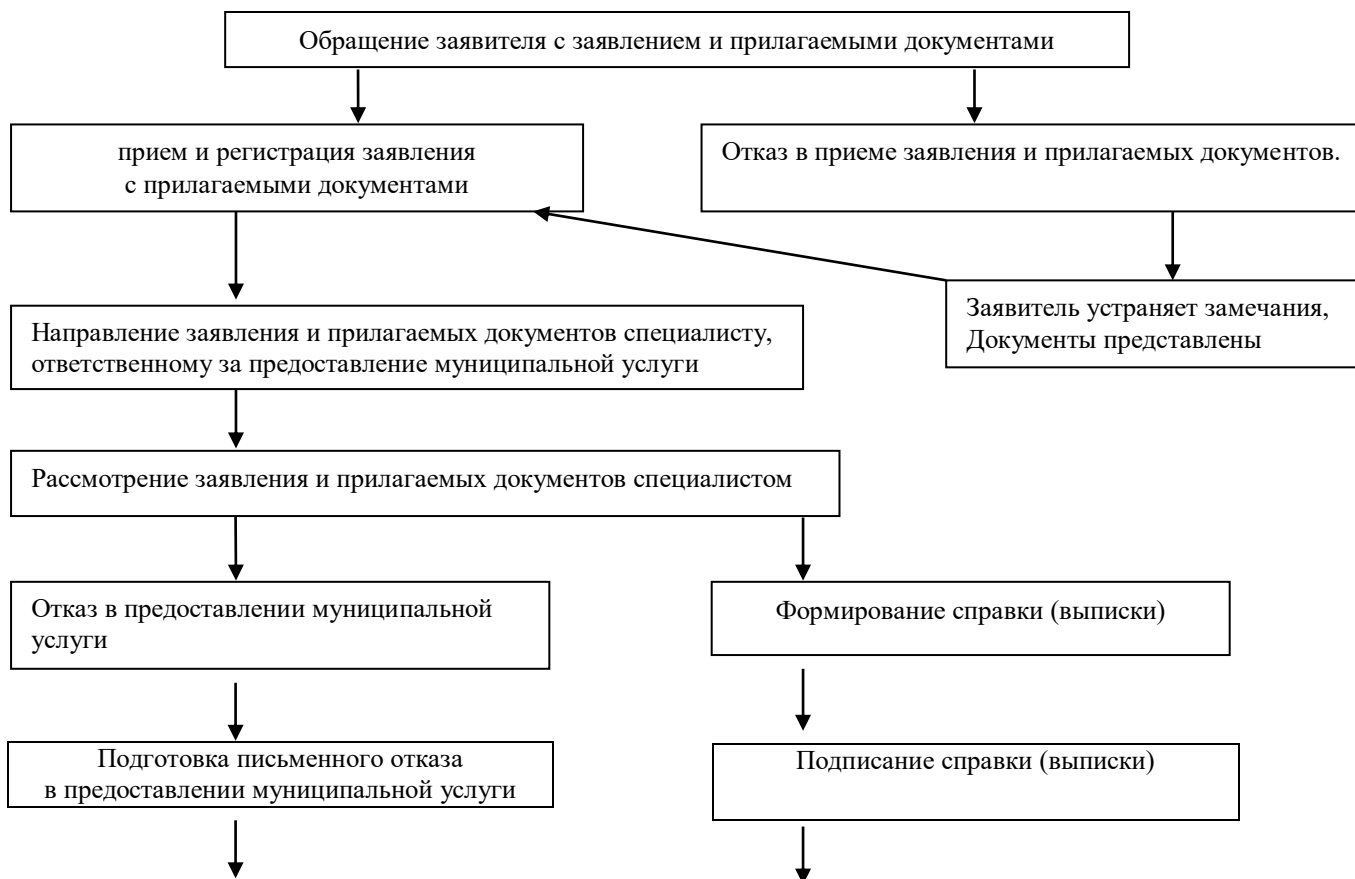 Обращение заявителя с заявлением и прилагаемыми документами
прием и регистрация заявления
с прилагаемыми документами
Отказ в приеме заявления и прилагаемых документов.
Заявитель устраняет замечания,
Документы представлены
Направление заявления и прилагаемых документов специалисту,
ответственному за предоставление муниципальной услуги
Рассмотрение заявления и прилагаемых документов специалистом
Отказ в предоставлении муниципальной
услуги
Формирование справки (выписки)
Подготовка письменного отказа
в предоставлении муниципальной услуги
Подписание справки (выписки)